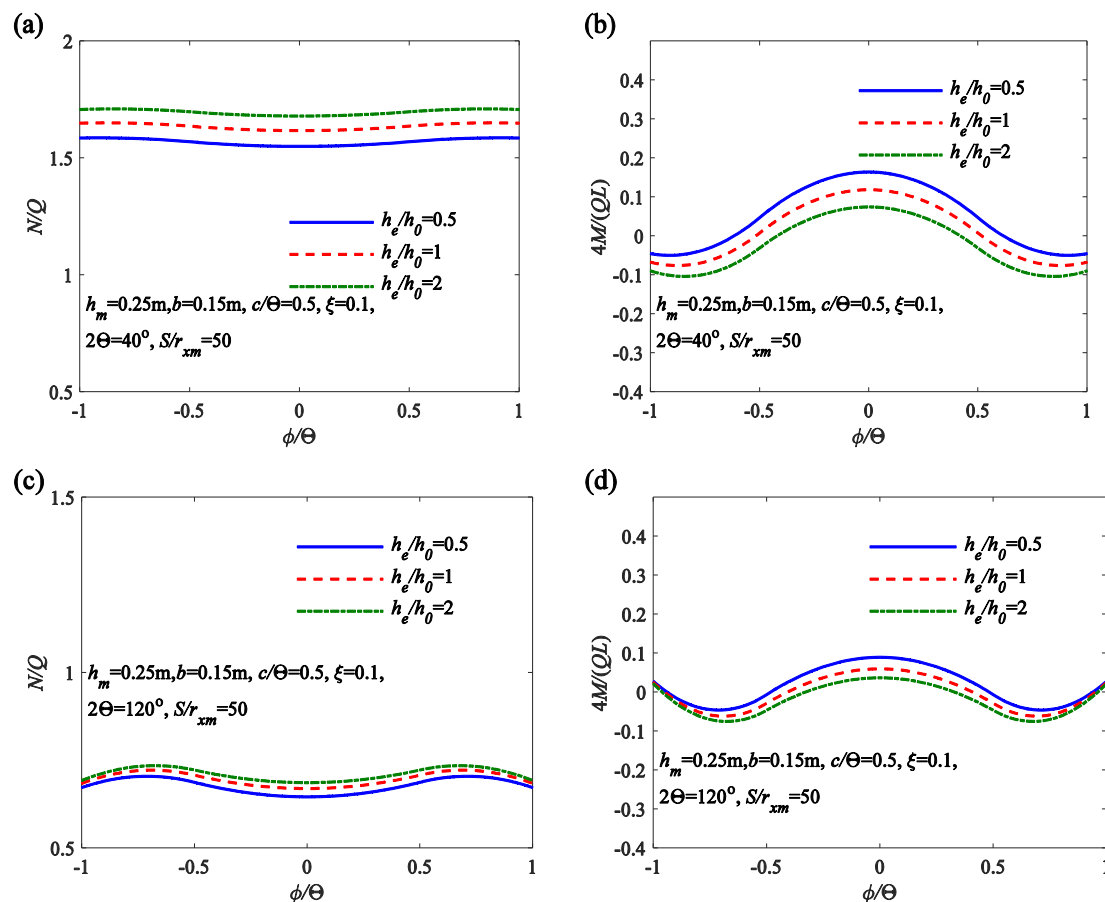 (a)
2
1.5
1
0.5
N/Q
h_e/h_0=0.5
h_e/h_0=1
h_e/h_0=2
h_m=0.25m,b=0.15m, c/Θ=0.5, ξ=0.1,
2Θ=40°, S/r_xm=50
-1 -0.5 0 0.5 1
ϕ/Θ
(b)
0.4
0.3
0.2
0.1
0
-0.1
-0.2
-0.3
-0.4
4M/(QL)
h_e/h_0=0.5
h_e/h_0=1
h_e/h_0=2
h_m=0.25m,b=0.15m, c/Θ=0.5, ξ=0.1,
2Θ=40°, S/r_xm=50
-1 -0.5 0 0.5 1
ϕ/Θ
(c)
1.5
1
0.5
N/Q
h_e/h_0=0.5
h_e/h_0=1
h_e/h_0=2
h_m=0.25m,b=0.15m, c/Θ=0.5, ξ=0.1,
2Θ=120°, S/r_xm=50
-1 -0.5 0 0.5 1
ϕ/Θ
(d)
0.4
0.3
0.2
0.1
0
-0.1
-0.2
-0.3
-0.4
4M/(QL)
h_e/h_0=0.5
h_e/h_0=1
h_e/h_0=2
h_m=0.25m,b=0.15m, c/Θ=0.5, ξ=0.1,
2Θ=120°, S/r_xm=50
-1 -0.5 0 0.5 1
ϕ/Θ